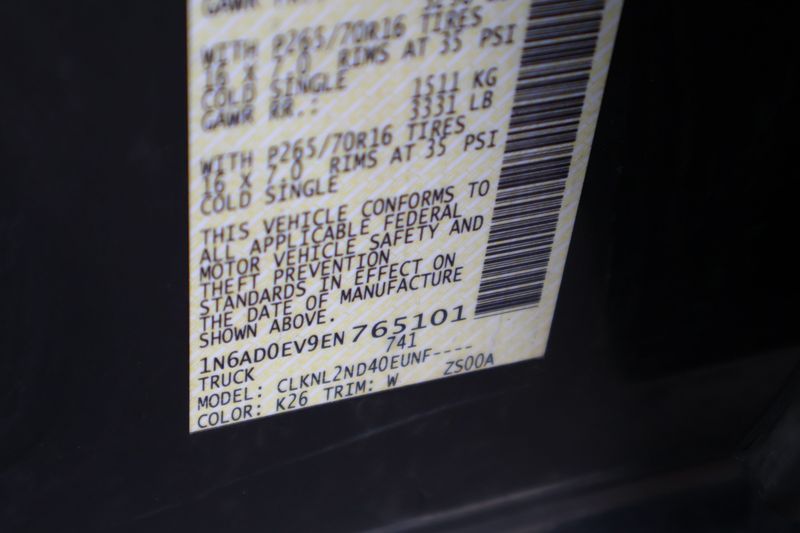 GAWR
WITH P265/70R16 TIRES
16 X 7.0 RIMS AT 35 PSI
COLD SINGLE 1511 KG
GAWR RR.: 3331 LB
WITH P265/70R16 TIRES
16 X 7.0 RIMS AT 35 PSI
COLD SINGLE
THIS VEHICLE CONFORMS TO
ALL APPLICABLE FEDERAL
MOTOR VEHICLE SAFETY AND
THEFT PREVENTION
STANDARDS IN EFFECT ON
THE DATE OF MANUFACTURE
SHOWN ABOVE.
1N6AD0EV9EN 765101
TRUCK 741
MODEL: CLKNL2ND40EUNF----
COLOR: K26 TRIM: W ZS00A